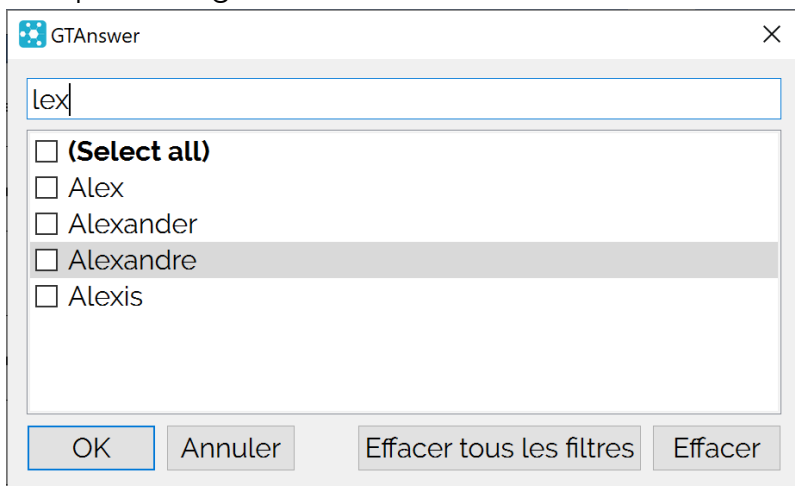 GTAnswer
lex
(Select all)
Alex
Alexander
Alexandre
Alexis
OK Annuler Effacer tous les filtres Effacer